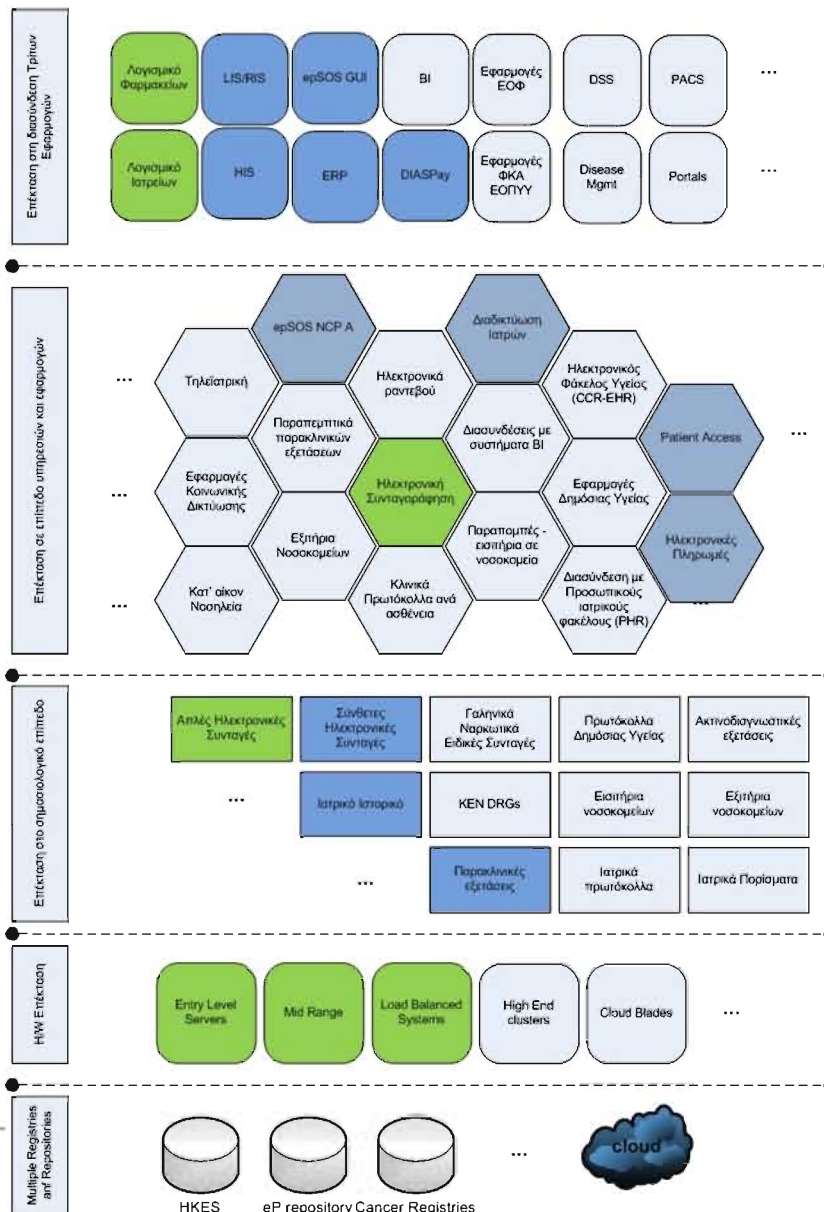 Επέκταση στη διασύνδεση Τρίτων
Εφαρμογών
Λογισμικό
Φαρμακείων
LIS/RIS
epSOS GUI
BI
Εφαρμογές
ΕΟΦ
DSS
PACS
...
Λογισμικό
Ιατρείων
HIS
ERP
DIASPay
Εφαρμογές
ΦΚΑ
ΕΟΠΥΥ
Disease
Mgmt
Portals
...
Επέκταση σε επίπεδο υπηρεσιών και εφαρμογών
epSOS NCP A
Διαδικτύωση
Ιατρών
...
Τηλεϊατρική
Ηλεκτρονικά
ραντεβού
Ηλεκτρονικός
Φάκελος Υγείας
(CCR-EHR)
Παραπεμπτικά
παρακλινικών
εξετάσεων
Διασυνδέσεις με
συστήματα BI
Patient Access
...
...
Εφαρμογές
Κοινωνικής
Δικτύωσης
Ηλεκτρονική
Συνταγογράφηση
Εφαρμογές
Δημόσιας Υγείας
Εξιτήρια
Νοσοκομείων
Παραπομπές -
εισιτήρια σε
νοσοκομεία
Ηλεκτρονικές
Πληρωμές
...
Κατ' οίκον
Νοσηλεία
Κλινικά
Πρωτόκολλα ανά
ασθένεια
Διασύνδεση με
Προσωπικούς
ιατρικούς
φακέλους (PHR)
...
Επέκταση στο σημασιολογικό επίπεδο
Απλές Ηλεκτρονικές
Συνταγές
Σύνθετες
Ηλεκτρονικές
Συνταγές
Γαληνικά
Ναρκωτικά
Ειδικές Συνταγές
Πρωτόκολλα
Δημόσιας Υγείας
Ακτινοδιαγνωστικές
εξετάσεις
...
Ιατρικό Ιστορικό
ΚΕΝ DRGs
Εισιτήρια
νοσοκομείων
Εξιτήρια
νοσοκομείων
...
Παρακλινικές
εξετάσεις
Ιατρικά
πρωτόκολλα
Ιατρικά Πορίσματα
H/W Επέκταση
Entry Level
Servers
Mid Range
Load Balanced
Systems
High End
clusters
Cloud Blades
...
Multiple Registries
anf Repositories
HKES
eP repository
Cancer Registries
...
cloud